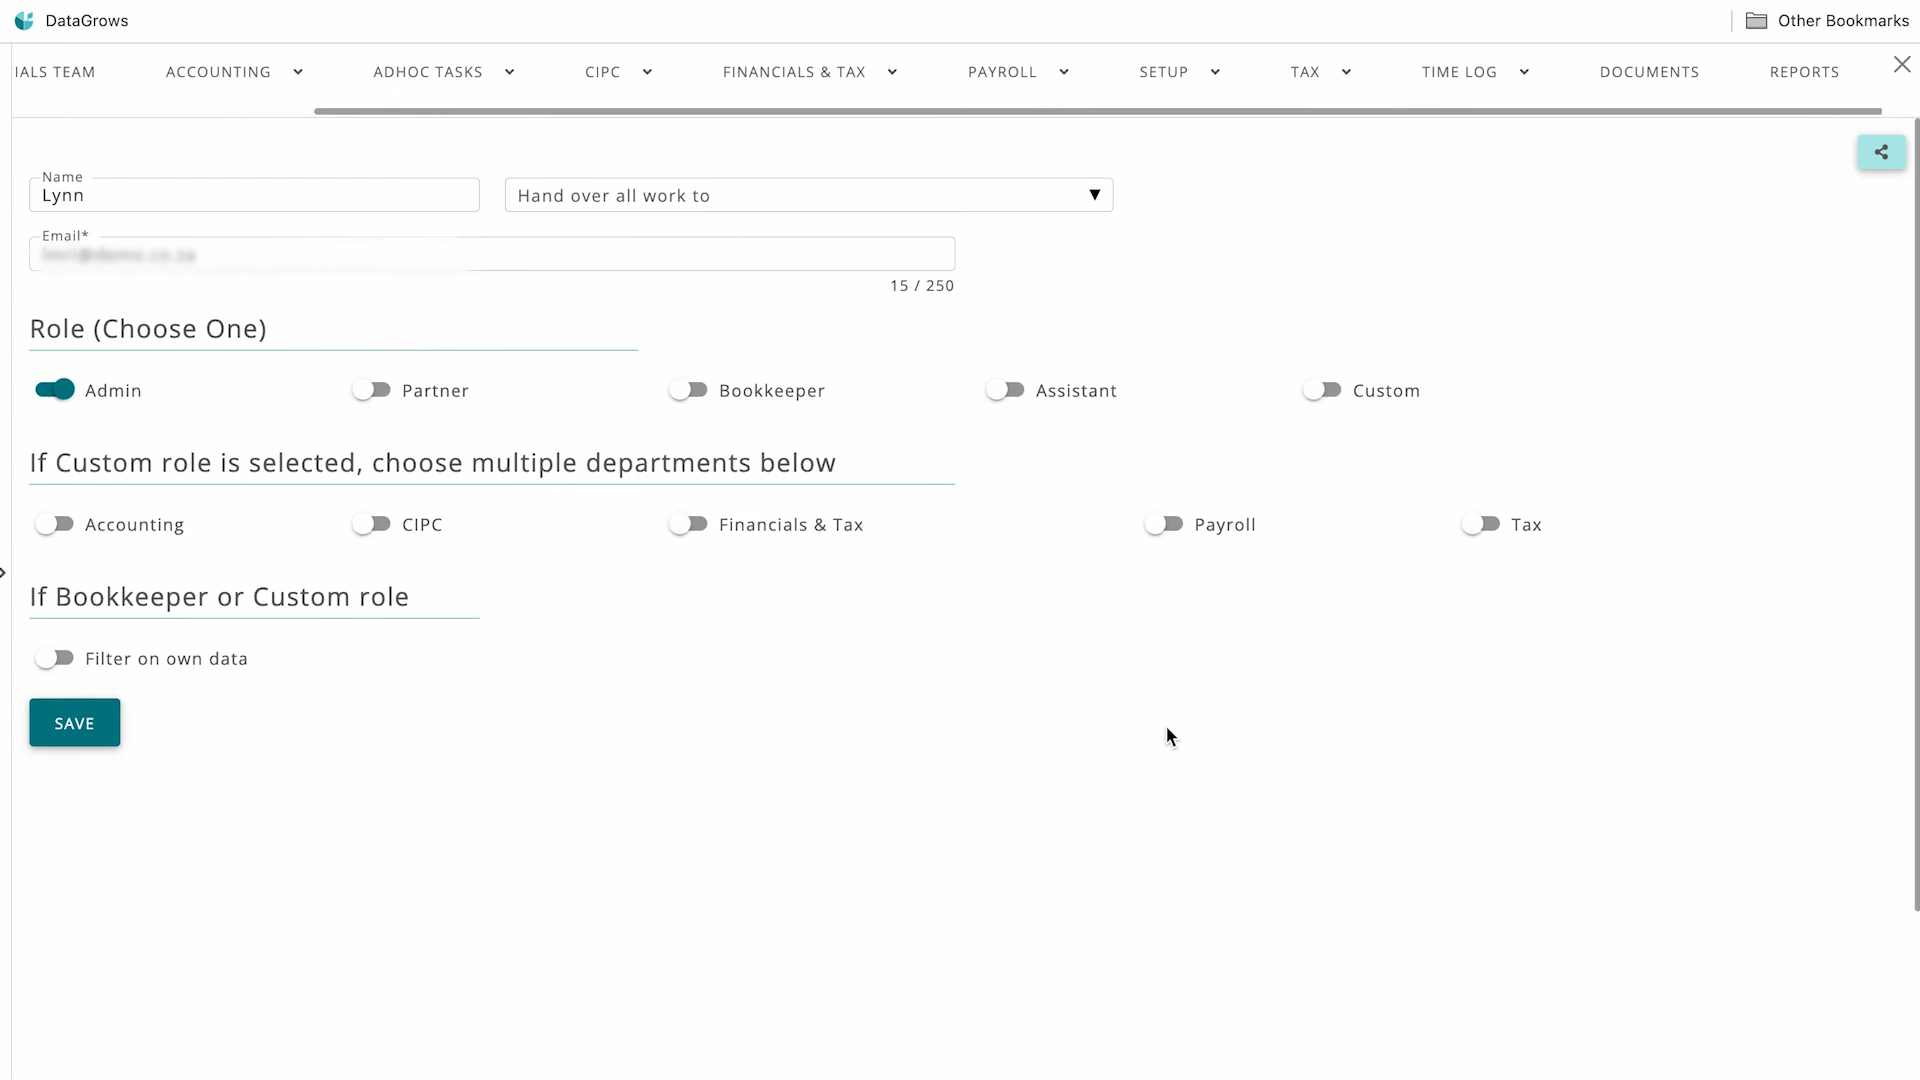 DataGrows
Other Bookmarks
IALS TEAM ACCOUNTING ADHOC TASKS CIPC FINANCIALS & TAX PAYROLL SETUP TAX TIME LOG DOCUMENTS REPORTS
Name
Lynn
Hand over all work to
Email*
15 / 250
Role (Choose One)
Admin Partner Bookkeeper Assistant Custom
If Custom role is selected, choose multiple departments below
Accounting CIPC Financials & Tax Payroll Tax
If Bookkeeper or Custom role
Filter on own data
SAVE